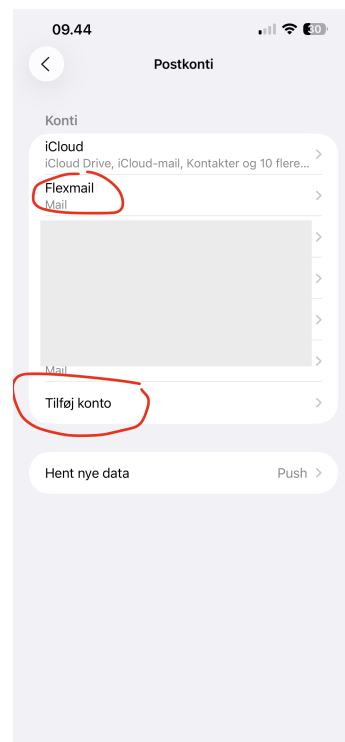 09.44
30
Postkonti
Konti
iCloud
iCloud Drive, iCloud-mail, Kontakter og 10 flere...
Flexmail
Mail
Mail
Tilføj konto
Hent nye data
Push